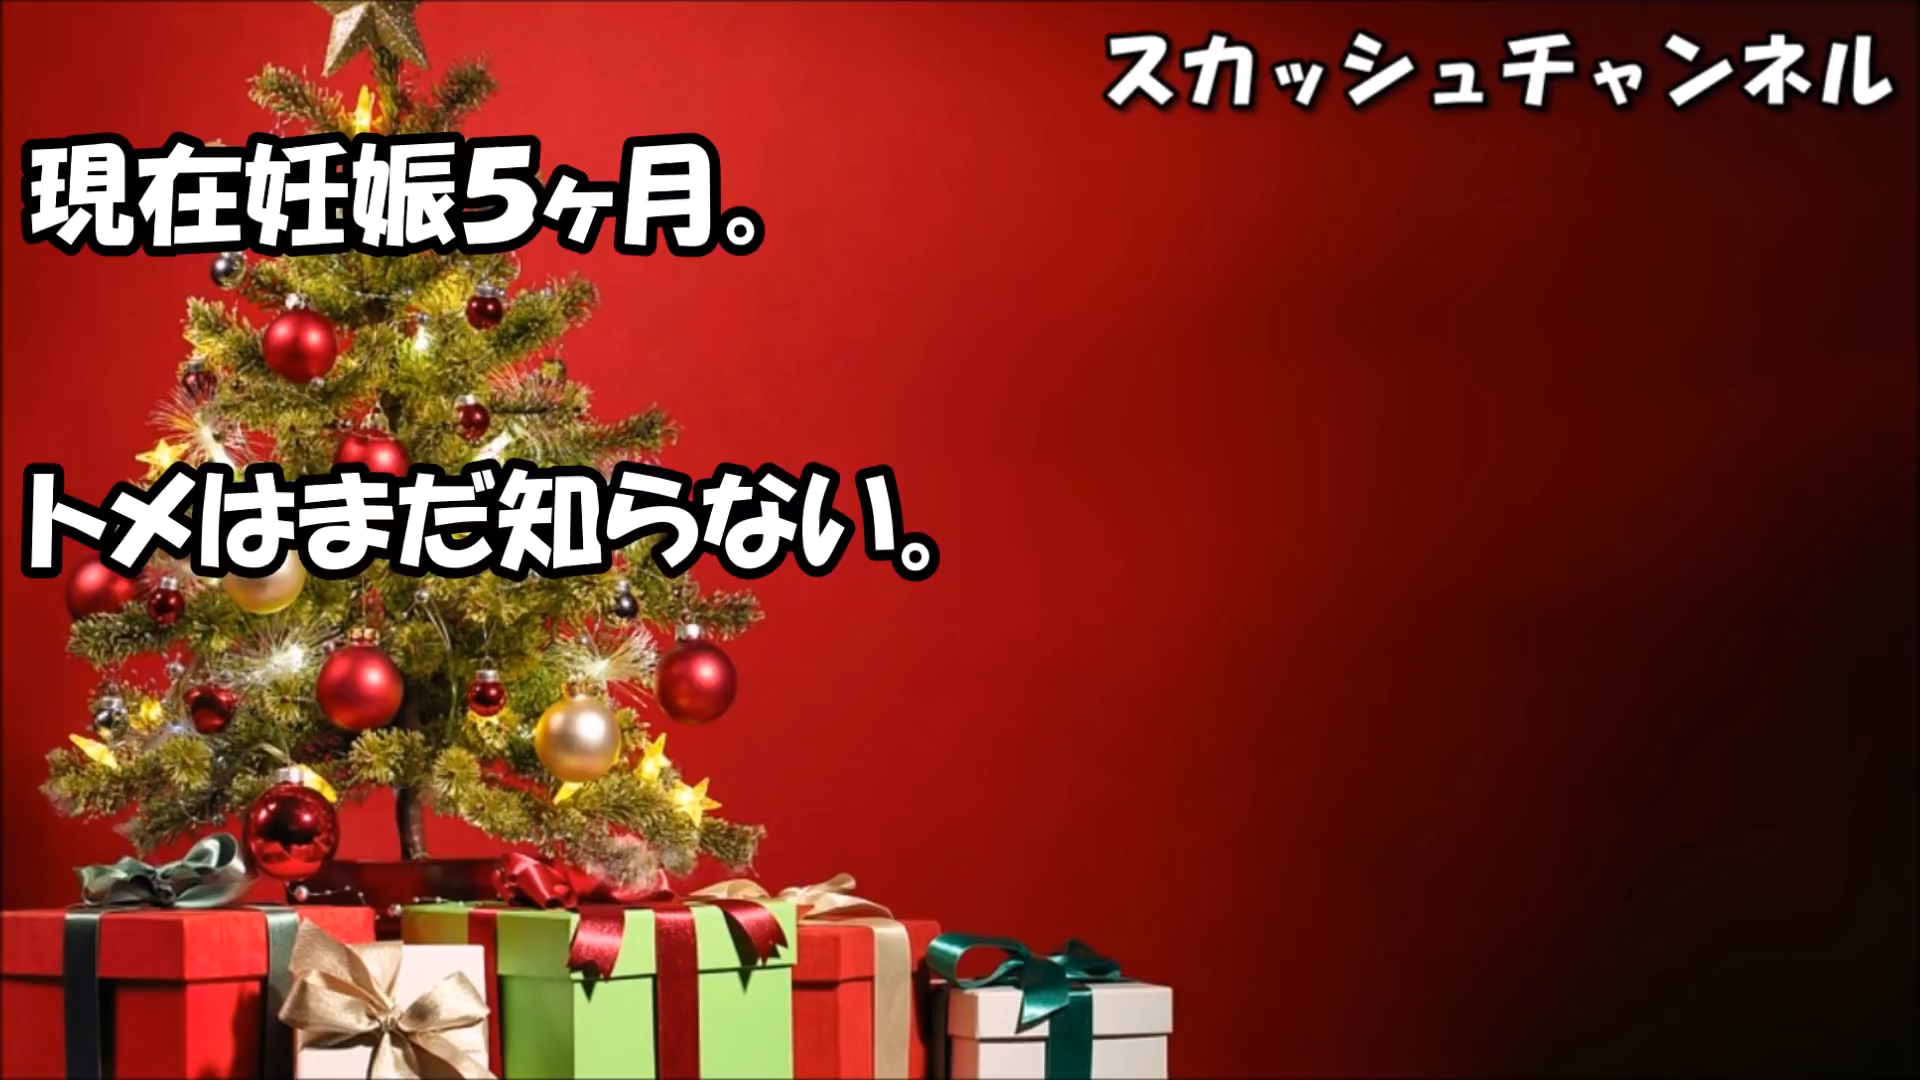 スカッシュチャンネル
現在妊娠5ヶ月。
トメはまだ知らない。